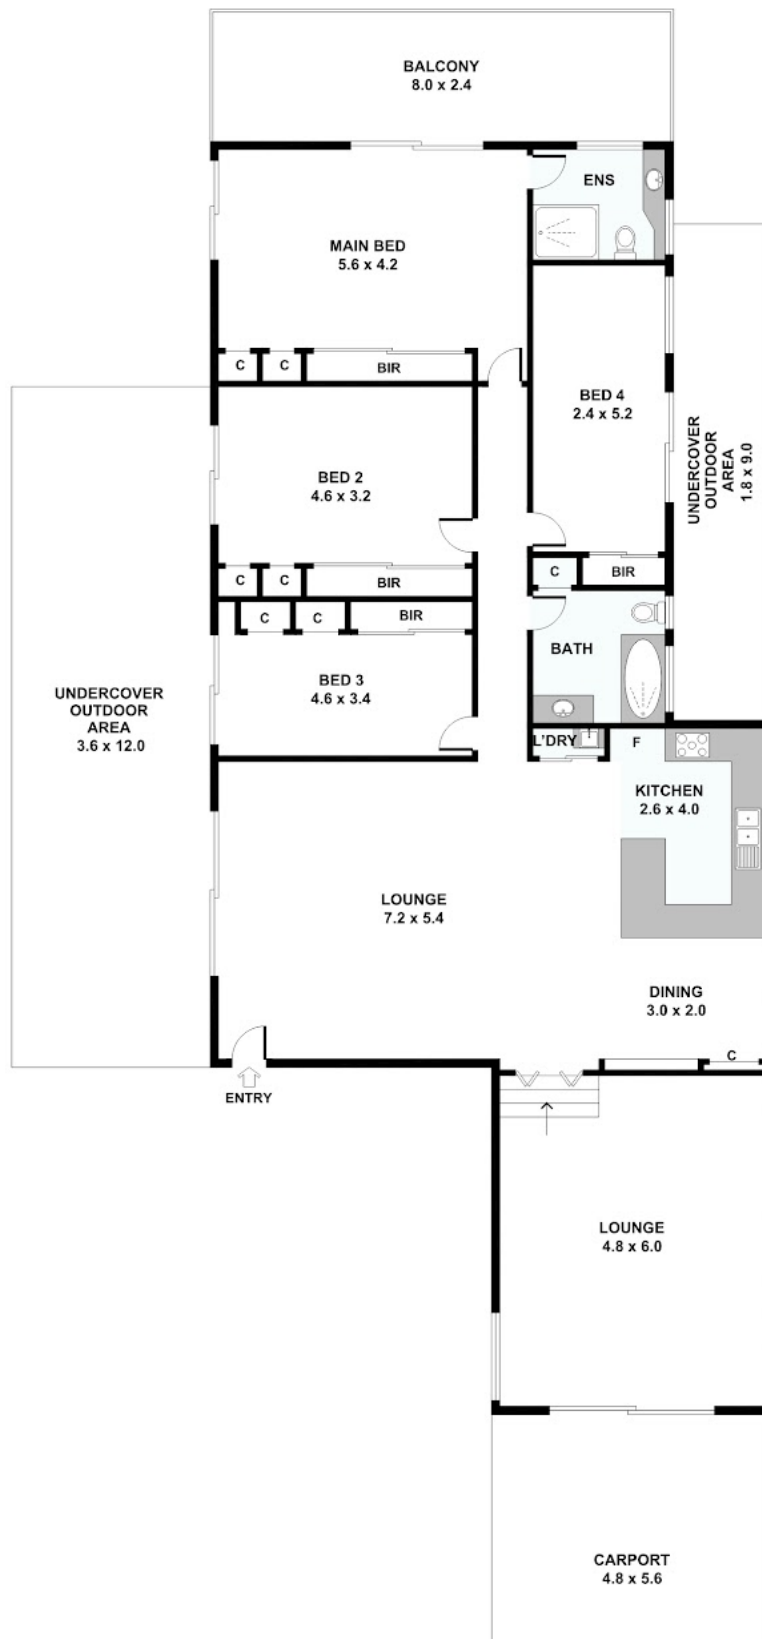 BALCONY
8.0 x 2.4
ENS
MAIN BED
5.6 x 4.2
C
C
BIR
BED 4
2.4 x 5.2
UNDERCOVER
OUTDOOR
AREA
1.8 x 9.0
BED 2
4.6 x 3.2
C
C
BIR
C
BIR
C
C
BIR
BATH
BED 3
4.6 x 3.4
UNDERCOVER
OUTDOOR
AREA
3.6 x 12.0
L'DRY
F
KITCHEN
2.6 x 4.0
LOUNGE
7.2 x 5.4
DINING
3.0 x 2.0
C
ENTRY
LOUNGE
4.8 x 6.0
CARPORT
4.8 x 5.6